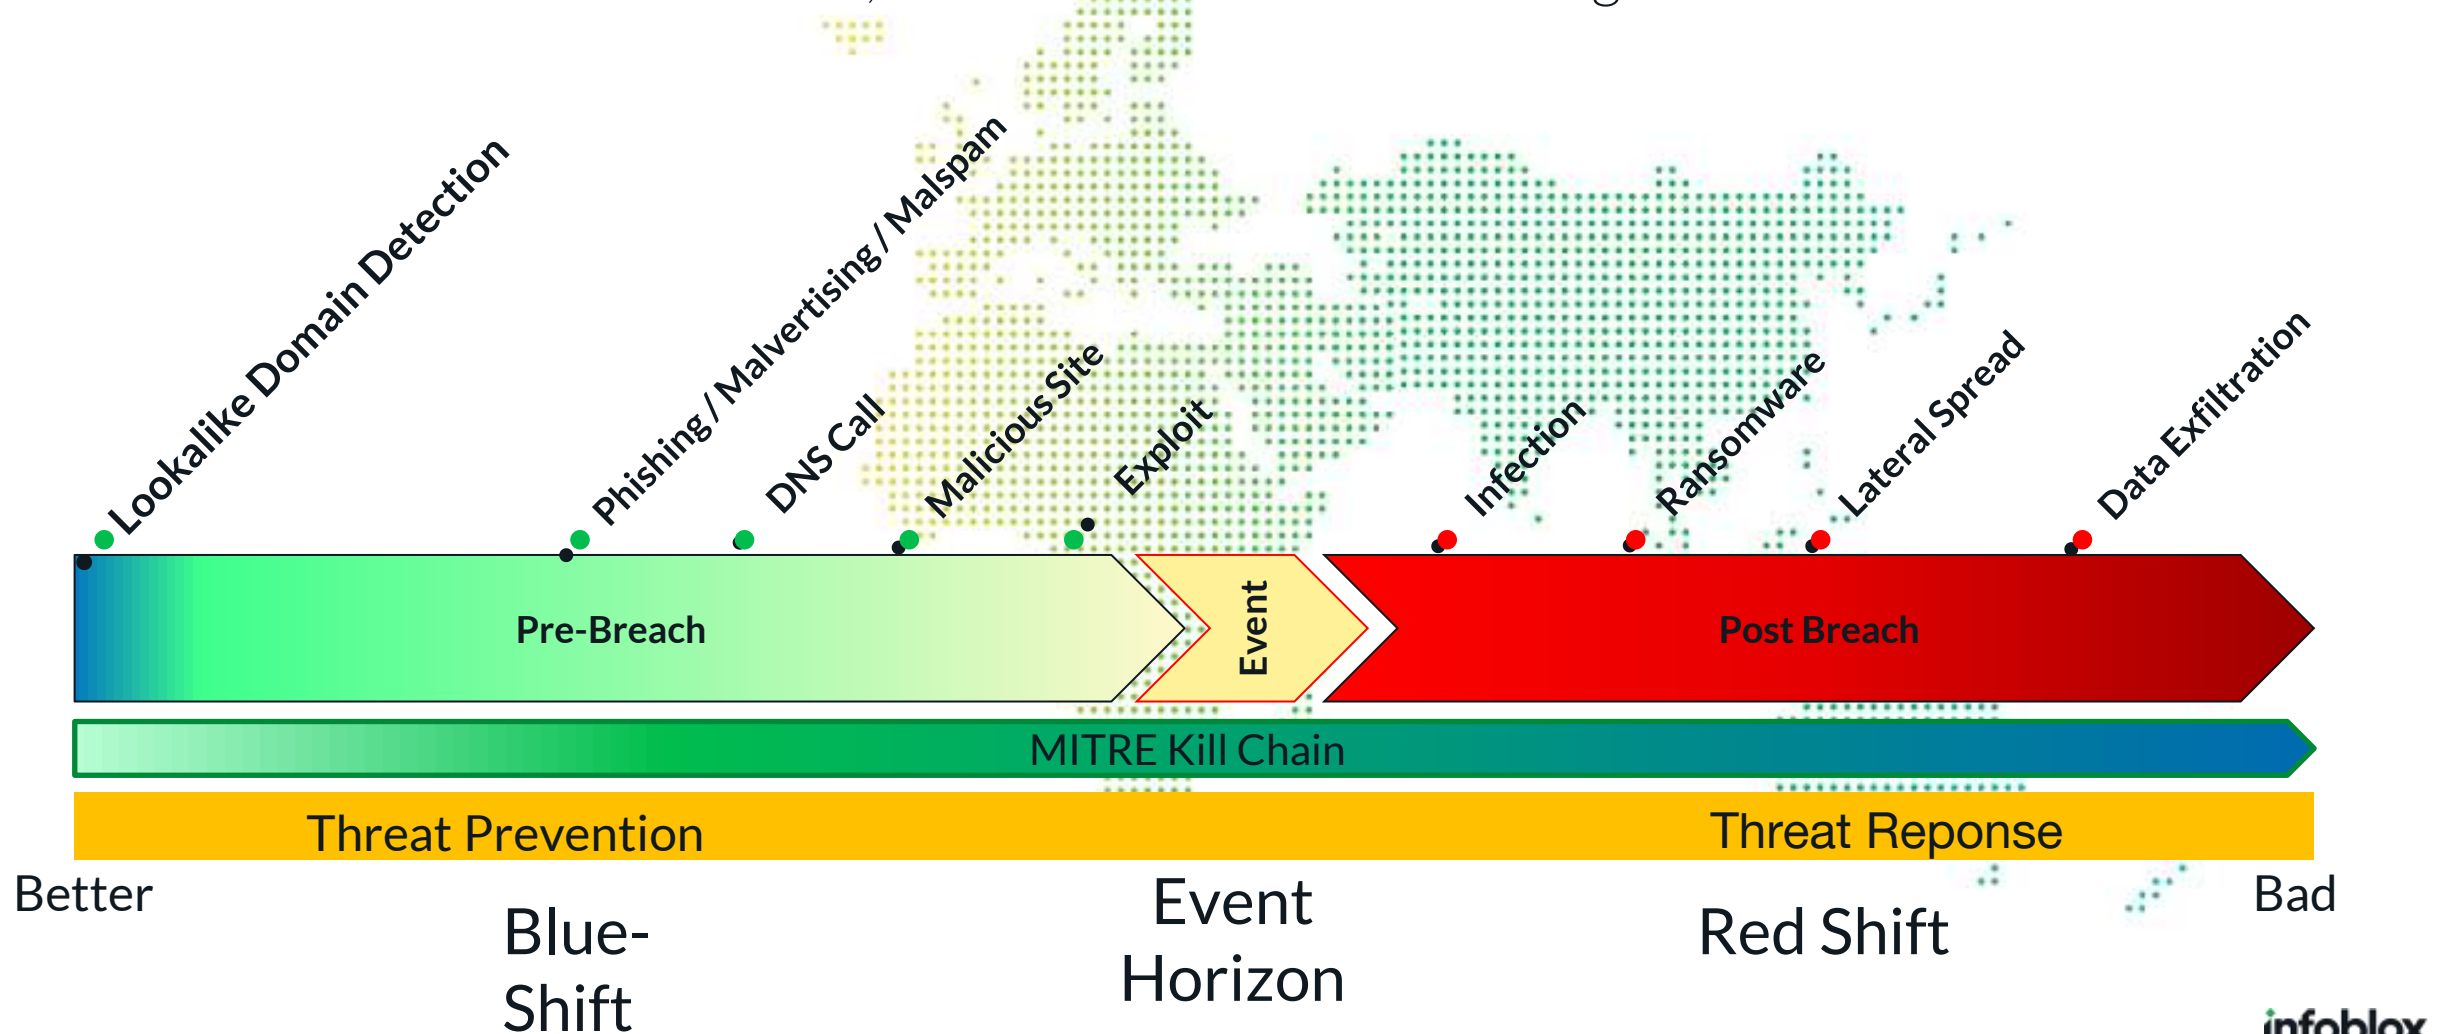 Lookalike Domain Detection
Phishing / Malvertising / Malspam
DNS Call
Malicious Site
Exploit
Infection
Ransomware
Lateral Spread
Data Exfiltration
Pre-Breach
Event
Post Breach
MITRE Kill Chain
Threat Prevention
Threat Reponse
Better
Bad
Blue-
Shift
Event
Horizon
Red Shift
infoblox